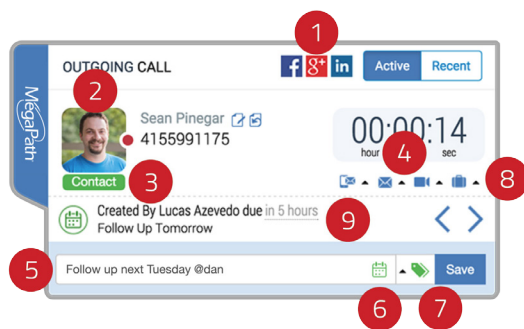 1
OUTGOING CALL
f
g+
in
Active
Recent
MegaPath
2
Sean Pinegar
4155991175
00:00:14
hour
sec
4
Contact
3
8
Created By Lucas Azevedo due in 5 hours
Follow Up Tomorrow
9
5
Follow up next Tuesday @dan
Save
6
7